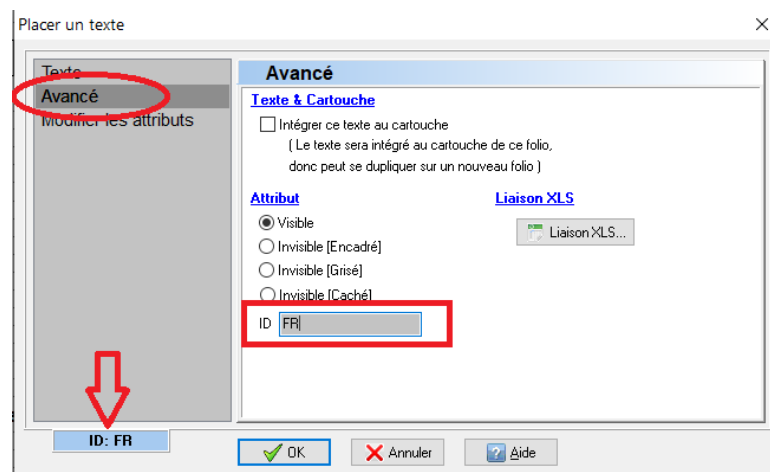 Placer un texte
Texte
Avancé
Modifier les attributs
Avancé
Texte & Cartouche
Intégrer ce texte au cartouche
( Le texte sera intégré au cartouche de ce folio,
donc peut se dupliquer sur un nouveau folio )
Attribut
Liaison XLS
Visible
Liaison XLS...
Invisible [Encadré]
Invisible [Grisé]
Invisible [Caché]
ID FR
ID: FR
OK
Annuler
Aide